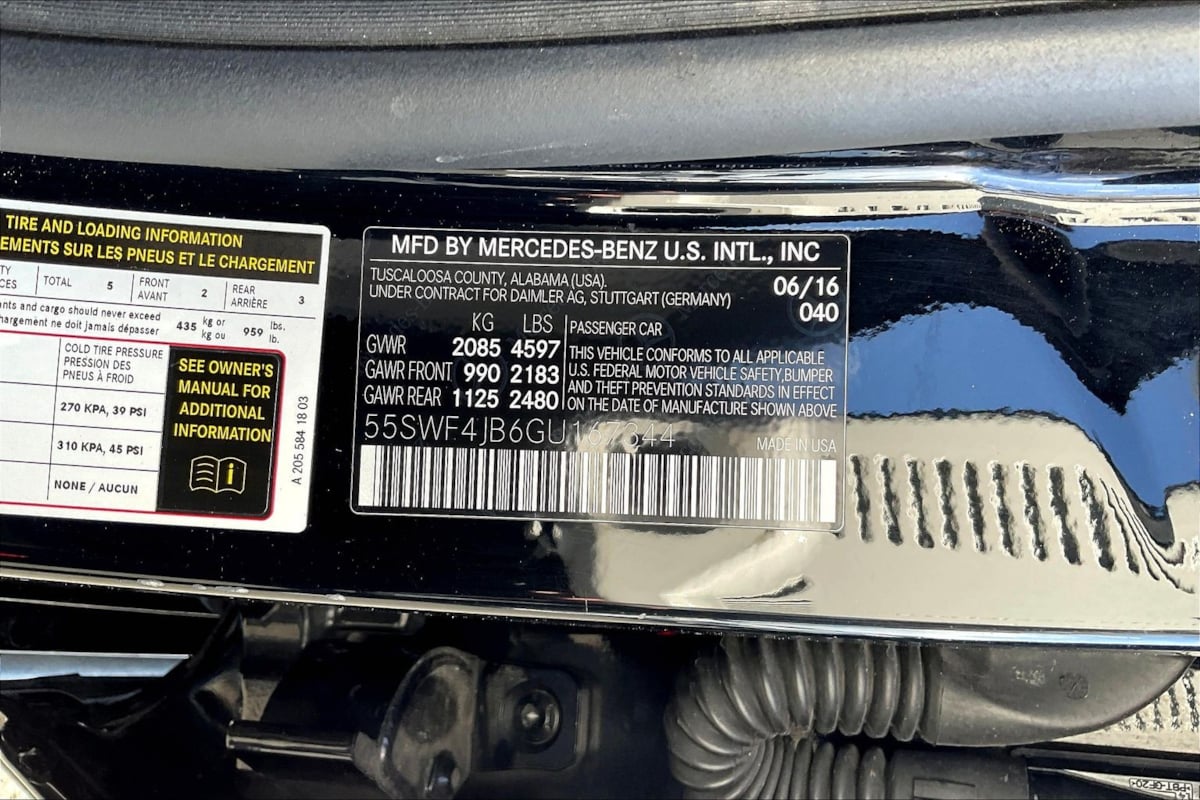 TIRE AND LOADING INFORMATION
EMENTS SUR LES PNEUS ET LE CHARGEMENT
TY
CES
TOTAL 5
FRONT 2
AVANT
REAR 3
ARRIÈRE
nts and cargo should never exceed
hargement ne doit jamais dépasser
435 kg or 959 lbs.
kg ou lb.
COLD TIRE PRESSURE
PRESSION DES
PNEUS À FROID
270 KPA, 39 PSI
310 KPA, 45 PSI
NONE / AUCUN
SEE OWNER'S
MANUAL FOR
ADDITIONAL
INFORMATION
A 205 584 18 03
MFD BY MERCEDES-BENZ U.S. INTL., INC
TUSCALOOSA COUNTY, ALABAMA (USA).
UNDER CONTRACT FOR DAIMLER AG, STUTTGART (GERMANY)
06/16
040
KG LBS
GVWR 2085 4597
GAWR FRONT 990 2183
GAWR REAR 1125 2480
PASSENGER CAR
THIS VEHICLE CONFORMS TO ALL APPLICABLE
U.S. FEDERAL MOTOR VEHICLE SAFETY,BUMPER
AND THEFT PREVENTION STANDARDS IN EFFECT
ON THE DATE OF MANUFACTURE SHOWN ABOVE
55SWF4JB6GU167344
MADE IN USA